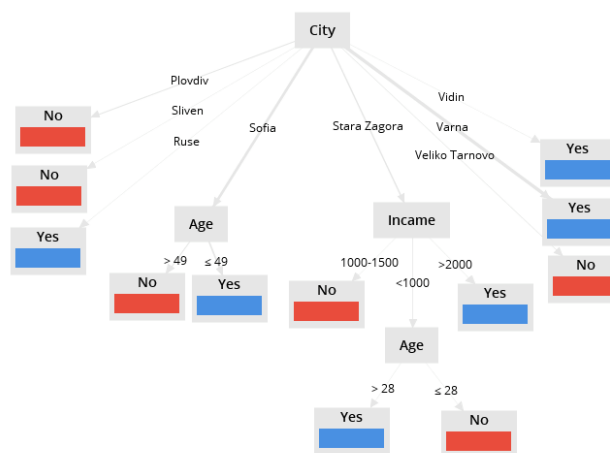 City
Plovdiv
Sliven
Ruse
Sofia
Stara Zagora
Vidin
Varna
Veliko Tarnovo
No
No
Yes
Yes
Yes
No
Age
Incame
> 49
≤ 49
1000-1500
<1000
>2000
No
Yes
No
Yes
Age
> 28
≤ 28
Yes
No